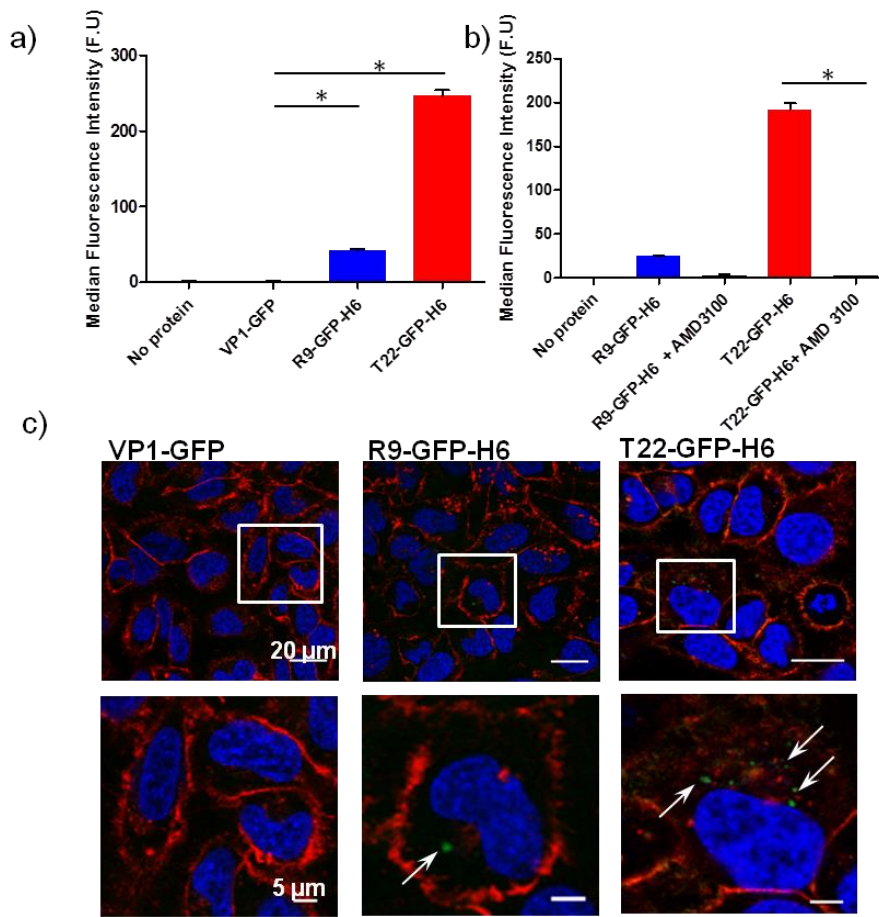 a)
Median Fluorescence Intensity (F.U)
300
200
100
0
No protein
VP1-GFP
R9-GFP-H6
T22-GFP-H6
*
*
b)
Median Fluorescence Intensity (F.U)
250
200
150
100
50
0
No protein
R9-GFP-H6
R9-GFP-H6 + AMD3100
T22-GFP-H6
T22-GFP-H6+ AMD 3100
*
c)
VP1-GFP
R9-GFP-H6
T22-GFP-H6
20 µm
5 µm